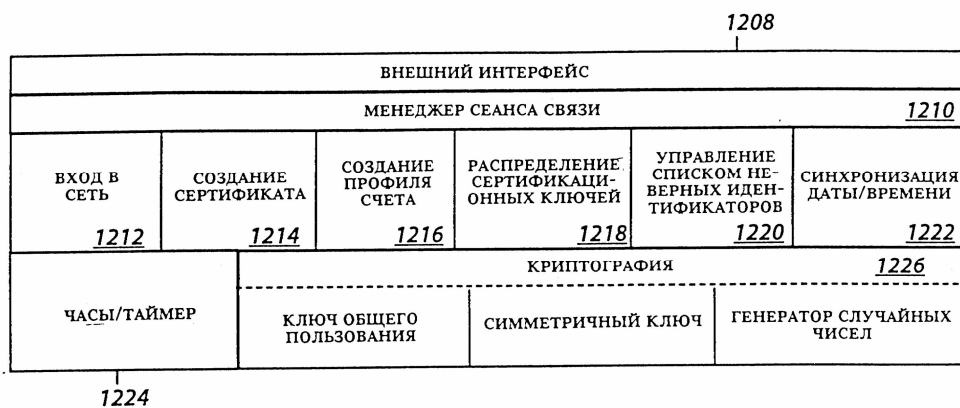 1208
ВНЕШНИЙ ИНТЕРФЕЙС
МЕНЕДЖЕР СЕАНСА СВЯЗИ 1210
ВХОД В
СЕТЬ
1212
СОЗДАНИЕ
СЕРТИФИКАТА
1214
СОЗДАНИЕ
ПРОФИЛЯ
СЧЕТА
1216
РАСПРЕДЕЛЕНИЕ
СЕРТИФИКАЦИ-
ОННЫХ КЛЮЧЕЙ
1218
УПРАВЛЕНИЕ
СПИСКОМ НЕ-
ВЕРНЫХ ИДЕН-
ТИФИКАТОРОВ
1220
СИНХРОНИЗАЦИЯ
ДАТЫ/ВРЕМЕНИ
1222
ЧАСЫ/ТАЙМЕР
1224
КРИПТОГРАФИЯ 1226
КЛЮЧ ОБЩЕГО
ПОЛЬЗОВАНИЯ
СИММЕТРИЧНЫЙ КЛЮЧ
ГЕНЕРАТОР СЛУЧАЙНЫХ
ЧИСЕЛ